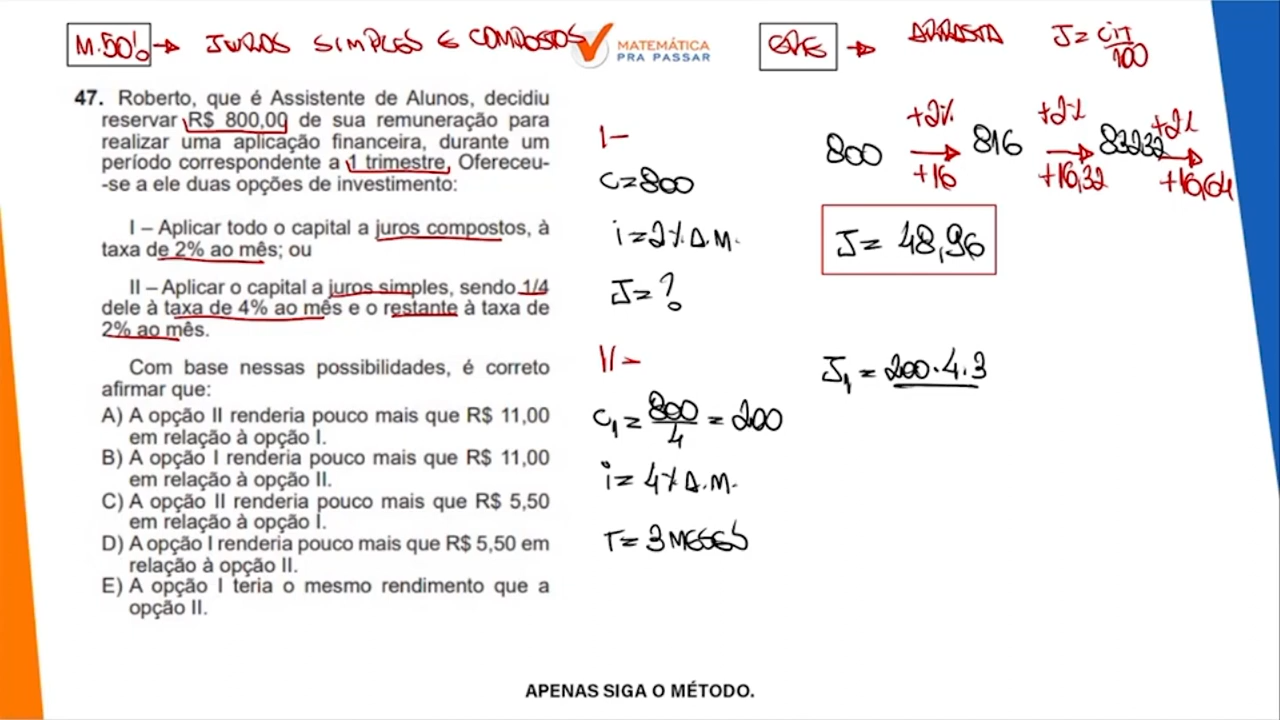 M.50% → JUROS SIMPLES E COMPOSTOS
MATEMÁTICA
PRA PASSAR
→ ARRASTA J = CiT/100
47. Roberto, que é Assistente de Alunos, decidiu
reservar R$ 800,00 de sua remuneração para
realizar uma aplicação financeira, durante um
período correspondente a 1 trimestre. Ofereceu-
-se a ele duas opções de investimento:
I – Aplicar todo o capital a juros compostos, à
taxa de 2% ao mês; ou
II – Aplicar o capital a juros simples, sendo 1/4
dele à taxa de 4% ao mês e o restante à taxa de
2% ao mês.
Com base nessas possibilidades, é correto
afirmar que:
A) A opção II renderia pouco mais que R$ 11,00
em relação à opção I.
B) A opção I renderia pouco mais que R$ 11,00
em relação à opção II.
C) A opção II renderia pouco mais que R$ 5,50
em relação à opção I.
D) A opção I renderia pouco mais que R$ 5,50 em
relação à opção II.
E) A opção I teria o mesmo rendimento que a
opção II.
I-
C=800
i=2% A.M.
J=?
+2% +2% +2%
800 → 816 → 83232 →
+16 +16,32 +16,64
J= 48,96
II-
C1 = 800/4 = 200
i= 4% A.M.
T= 3 MESES
J1 = 200.4.3
APENAS SIGA O MÉTODO.